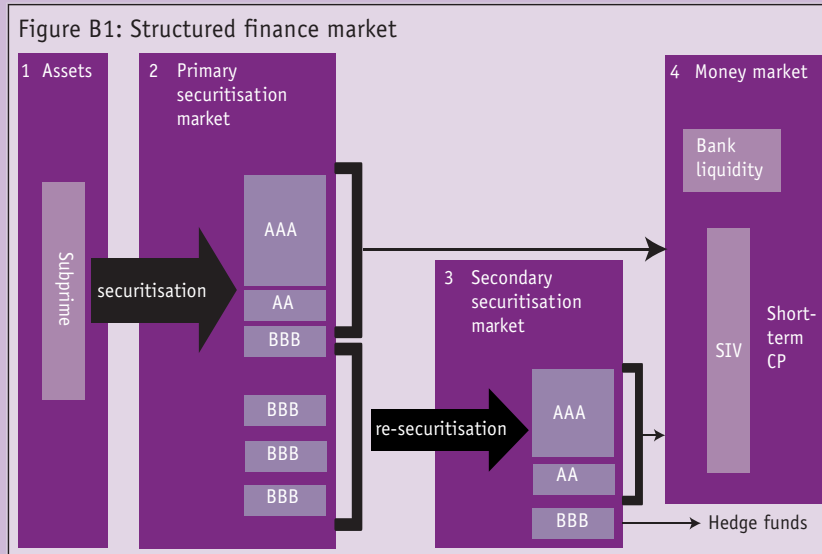 Figure B1: Structured finance market
1 Assets
Subprime
securitisation
2 Primary
securitisation
market
AAA
AA
BBB
BBB
BBB
BBB
re-securitisation
3 Secondary
securitisation
market
AAA
AA
BBB
Hedge funds
4 Money market
Bank
liquidity
SIV
Short-
term
CP